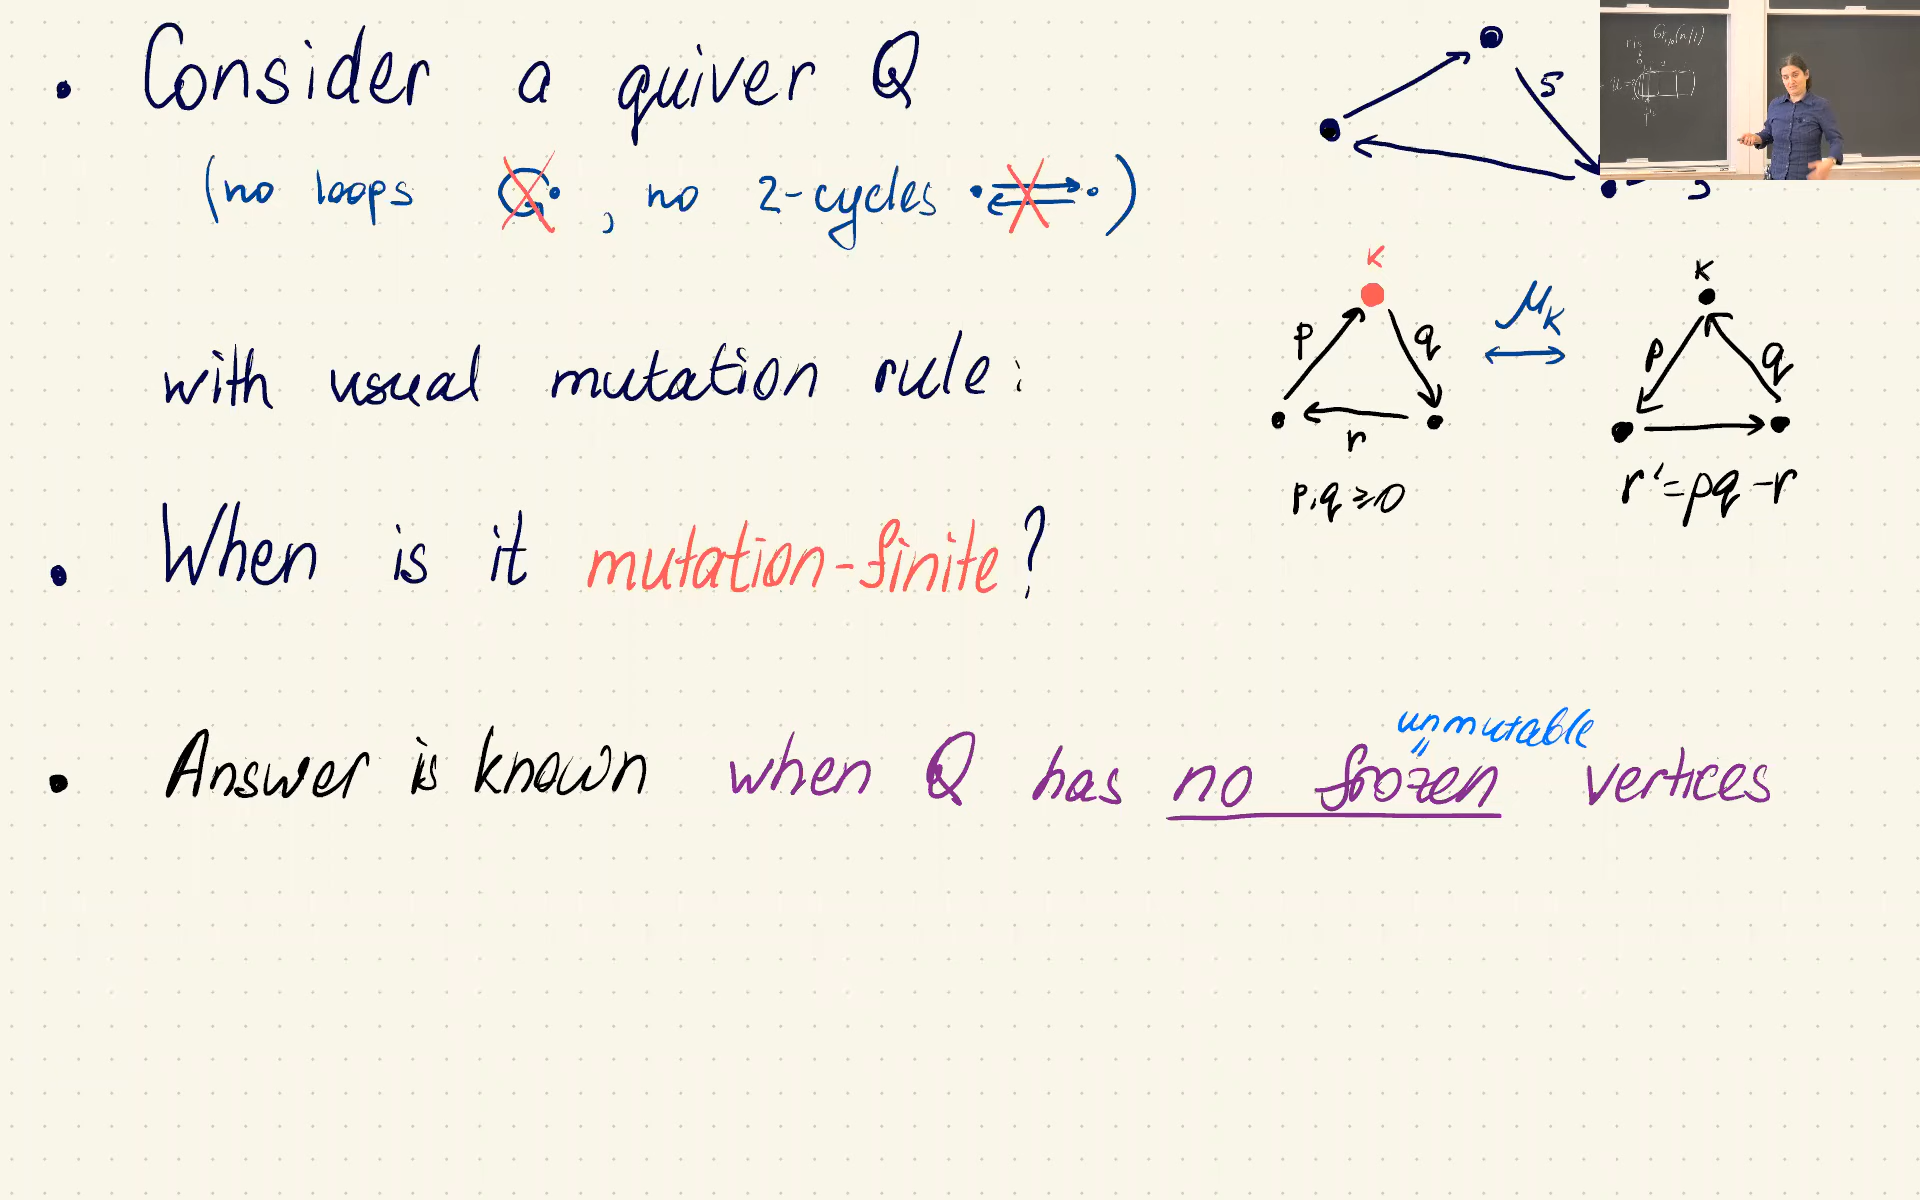 • Consider a quiver Q
5
(no loops , no 2-cycles )
K
K
p
q
μK
p
q
with usual mutation rule:
r
p,q ≥ 0
r' = pq - r
• When is it mutation-finite?
unmutable
• Answer is known when Q has no frozen vertices